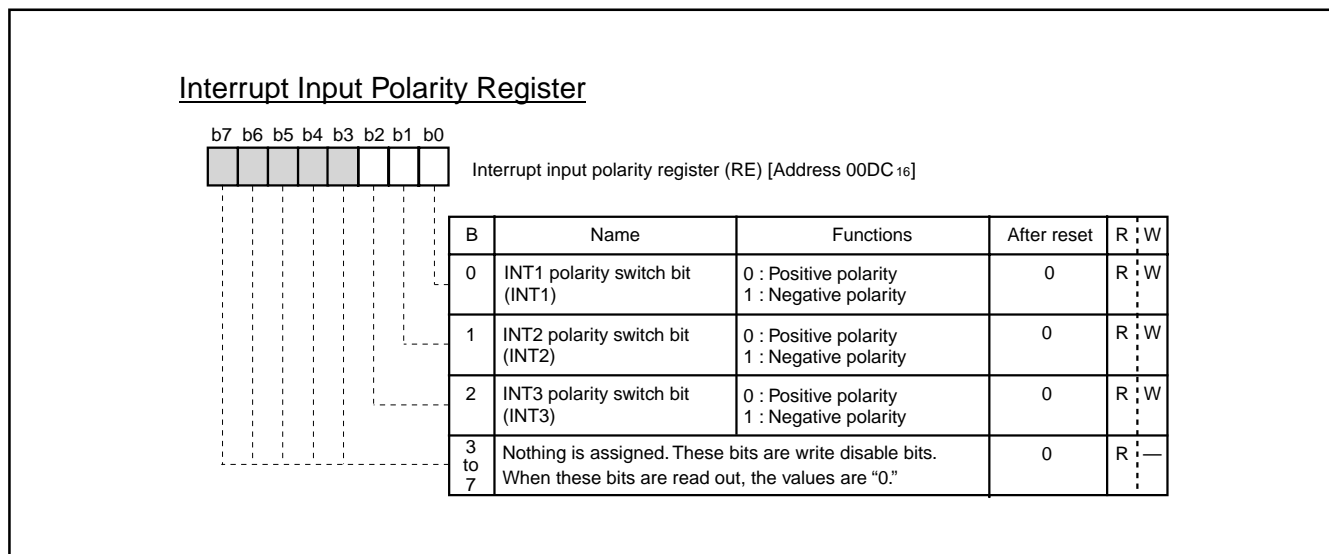 Interrupt Input Polarity Register
b7 b6 b5 b4 b3 b2 b1 b0
Interrupt input polarity register (RE) [Address 00DC16]
B Name Functions After reset R W
0 INT1 polarity switch bit (INT1) 0 : Positive polarity 0 R W
1 : Negative polarity
1 INT2 polarity switch bit (INT2) 0 : Positive polarity 0 R W
1 : Negative polarity
2 INT3 polarity switch bit (INT3) 0 : Positive polarity 0 R W
1 : Negative polarity
3 to 7 Nothing is assigned. These bits are write disable bits. 0 R —
When these bits are read out, the values are “0.”